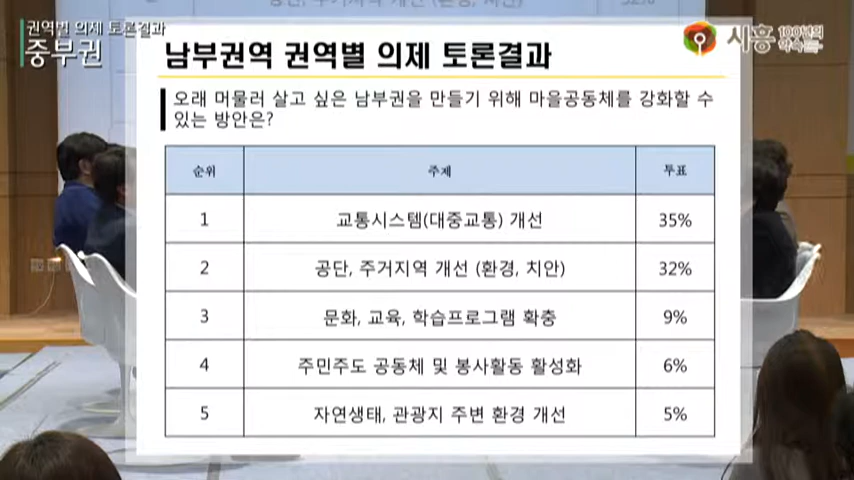 권역별 의제 토론결과
중부권
시흥 100년의
남부권역 권역별 의제 토론결과
오래 머물러 살고 싶은 남부권을 만들기 위해 마을공동체를 강화할 수
있는 방안은?
순위 주제 투표
1 교통시스템(대중교통) 개선 35%
2 공단, 주거지역 개선 (환경, 치안) 32%
3 문화, 교육, 학습프로그램 확충 9%
4 주민주도 공동체 및 봉사활동 활성화 6%
5 자연생태, 관광지 주변 환경 개선 5%